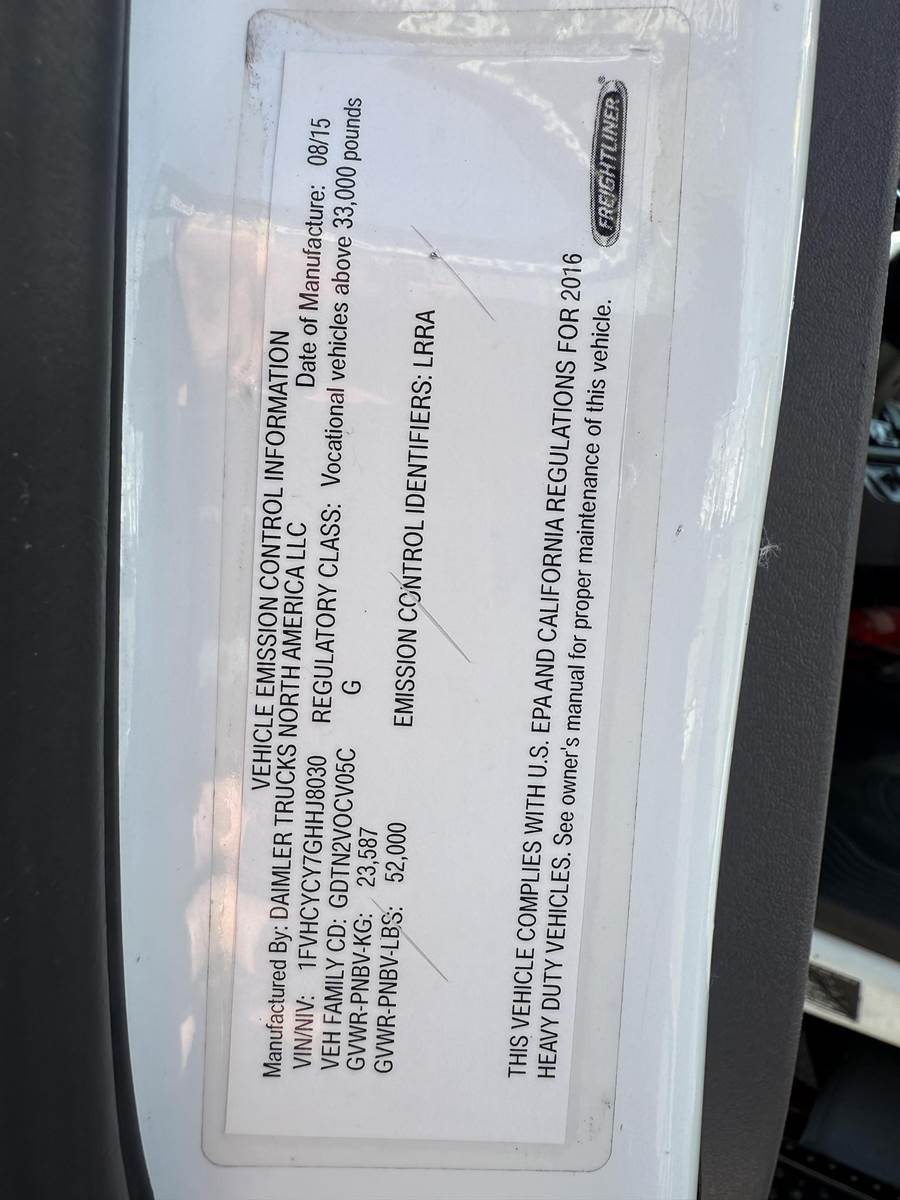 VEHICLE EMISSION CONTROL INFORMATION
Manufactured By: DAIMLER TRUCKS NORTH AMERICA LLC Date of Manufacture: 08/15
VIN/NIV: 1FVHCYCY7GHHJ8030 REGULATORY CLASS: Vocational vehicles above 33,000 pounds
VEH FAMILY CD: GDTN2VOCV05C G
GVWR-PNBV-KG: 23,587
GVWR-PNBV-LBS: 52,000
EMISSION CONTROL IDENTIFIERS: LRRA
THIS VEHICLE COMPLIES WITH U.S. EPA AND CALIFORNIA REGULATIONS FOR 2016
HEAVY DUTY VEHICLES. See owner's manual for proper maintenance of this vehicle.
FREIGHTLINER®